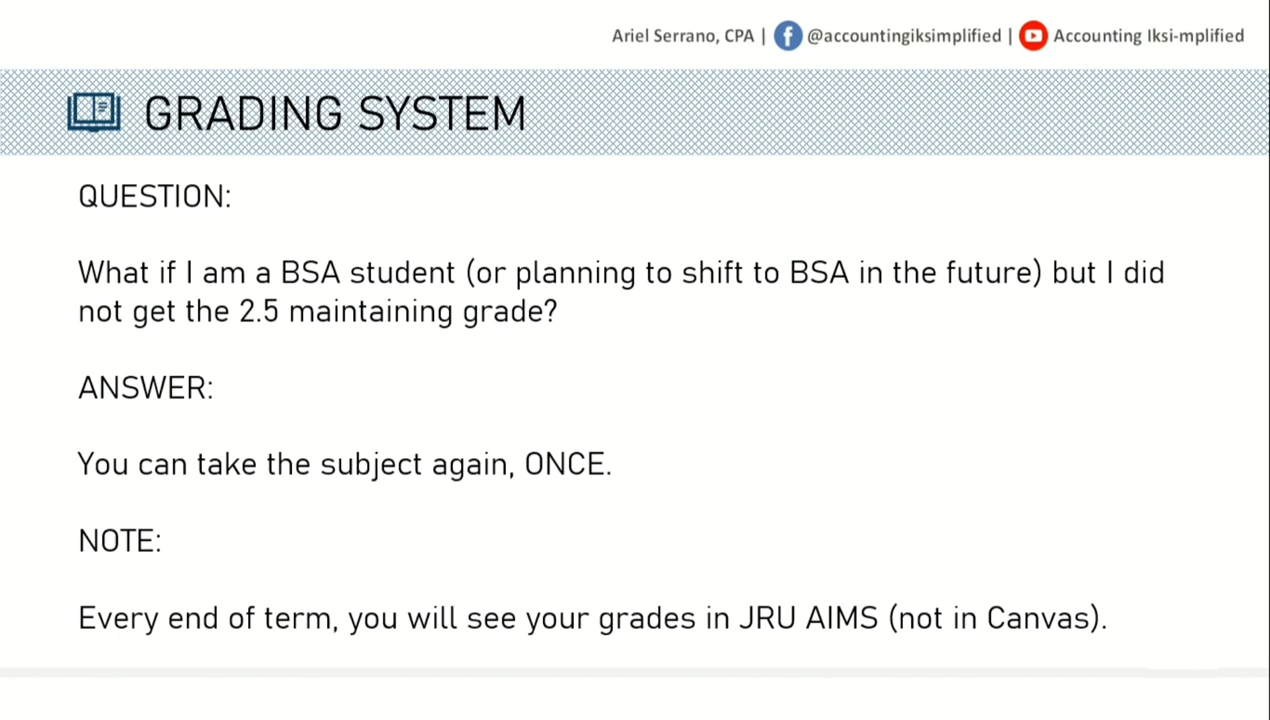 Ariel Serrano, CPA | @accountingiksimplified | Accounting Iksi-mplified
GRADING SYSTEM
QUESTION:
What if I am a BSA student (or planning to shift to BSA in the future) but I did
not get the 2.5 maintaining grade?
ANSWER:
You can take the subject again, ONCE.
NOTE:
Every end of term, you will see your grades in JRU AIMS (not in Canvas).